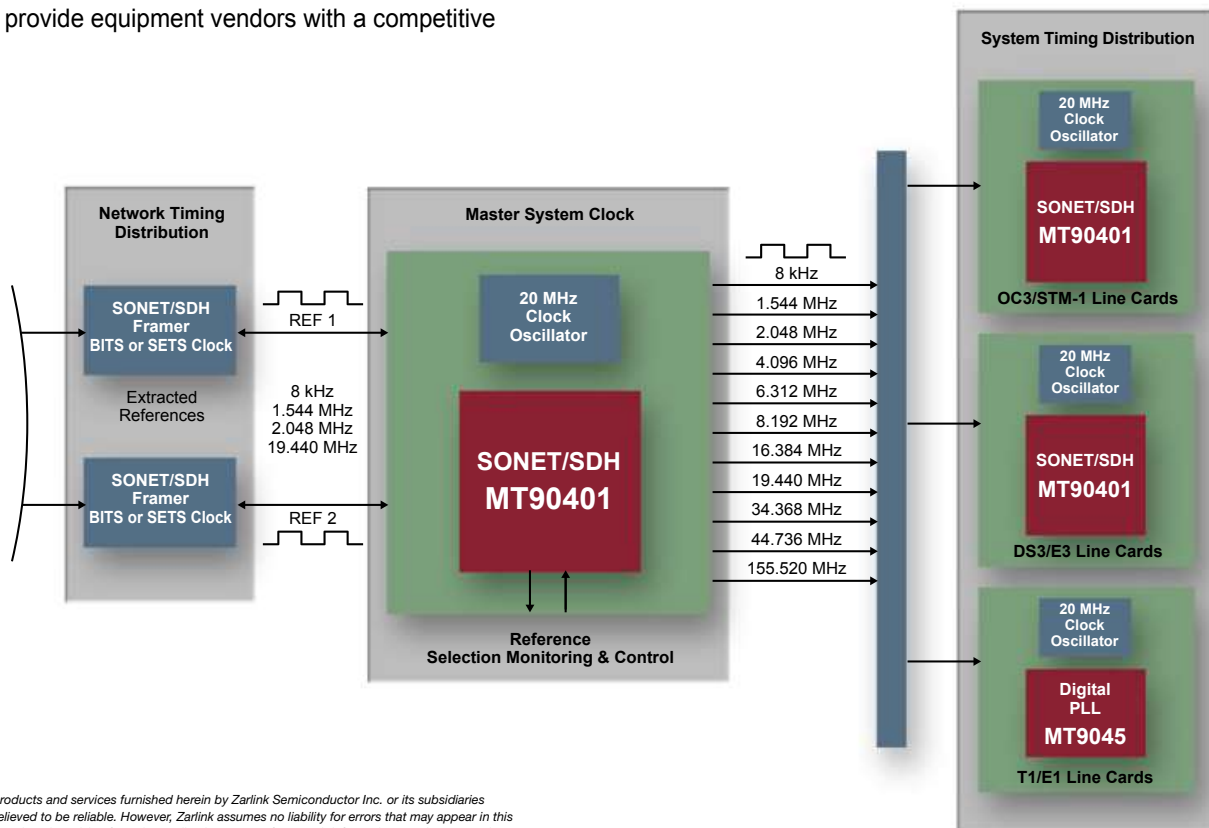 provide equipment vendors with a competitive
System Timing Distribution
20 MHz
Clock
Oscillator
SONET/SDH
MT90401
OC3/STM-1 Line Cards
20 MHz
Clock
Oscillator
SONET/SDH
MT90401
DS3/E3 Line Cards
20 MHz
Clock
Oscillator
Digital
PLL
MT9045
T1/E1 Line Cards
Network Timing
Distribution
SONET/SDH
Framer
BITS or SETS Clock
Extracted
References
SONET/SDH
Framer
BITS or SETS Clock
REF 1
8 kHz
1.544 MHz
2.048 MHz
19.440 MHz
REF 2
Master System Clock
20 MHz
Clock
Oscillator
SONET/SDH
MT90401
Reference
Selection Monitoring & Control
8 kHz
1.544 MHz
2.048 MHz
4.096 MHz
6.312 MHz
8.192 MHz
16.384 MHz
19.440 MHz
34.368 MHz
44.736 MHz
155.520 MHz
roducts and services furnished herein by Zarlink Semiconductor Inc. or its subsidiaries
elieved to be reliable. However, Zarlink assumes no liability for errors that may appear in this